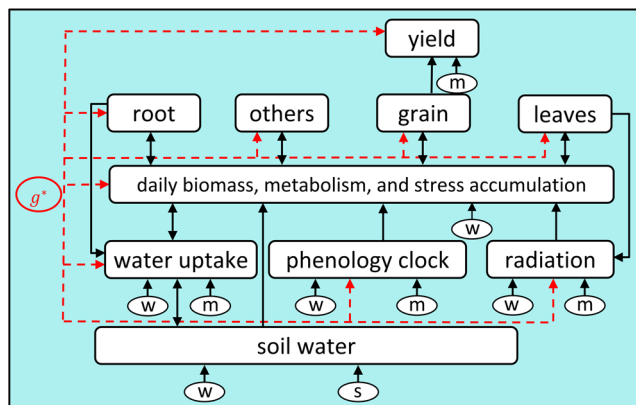 yield
m
root
others
grain
leaves
g*
daily biomass, metabolism, and stress accumulation
w
water uptake
phenology clock
radiation
w
m
w
m
w
m
soil water
w
s